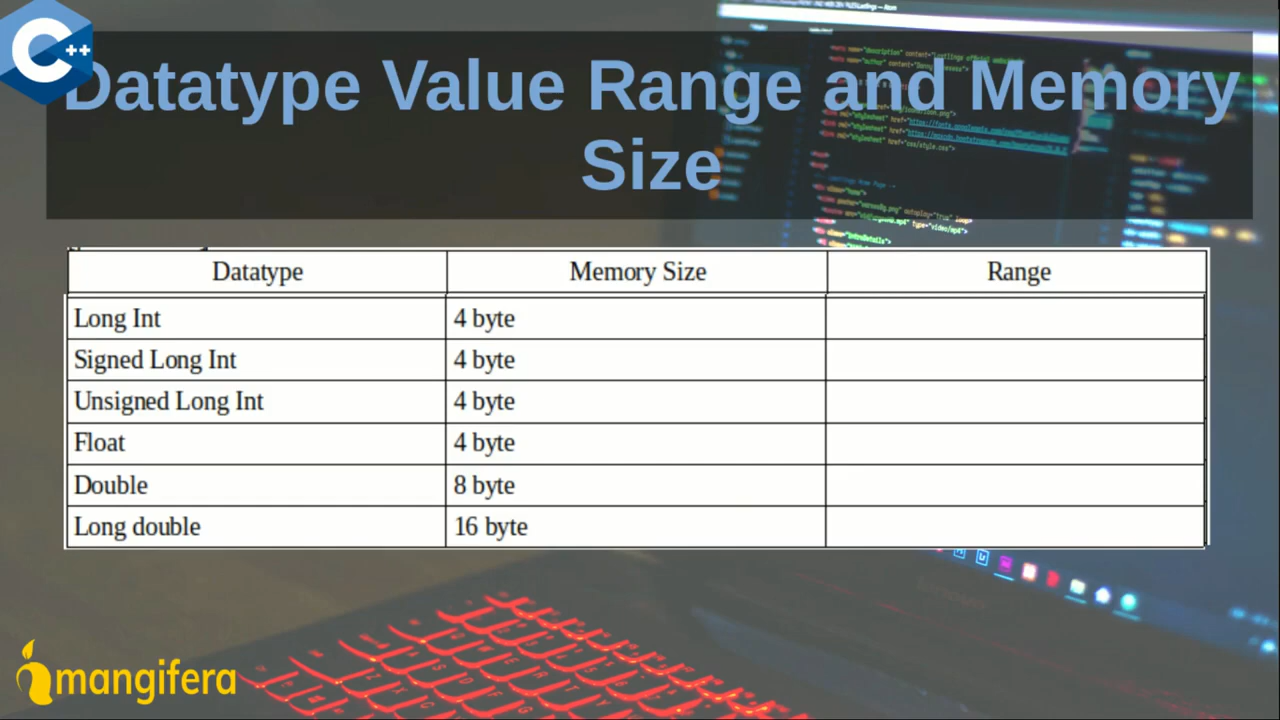 C++
Datatype Value Range and Memory
Size
Datatype Memory Size Range
Long Int 4 byte
Signed Long Int 4 byte
Unsigned Long Int 4 byte
Float 4 byte
Double 8 byte
Long double 16 byte
mangifera